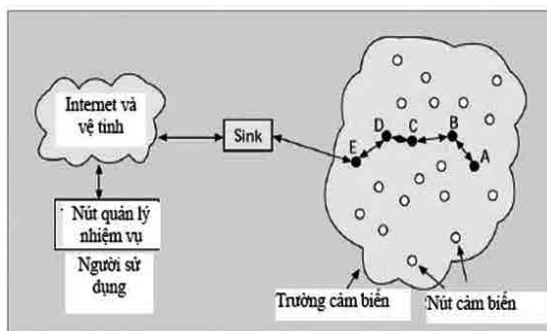 Internet và
vệ tinh
Sink
D
C
B
E
A
Nút quản lý
nhiệm vụ
Người sử
dụng
Trường cảm biến
Nút cảm biến